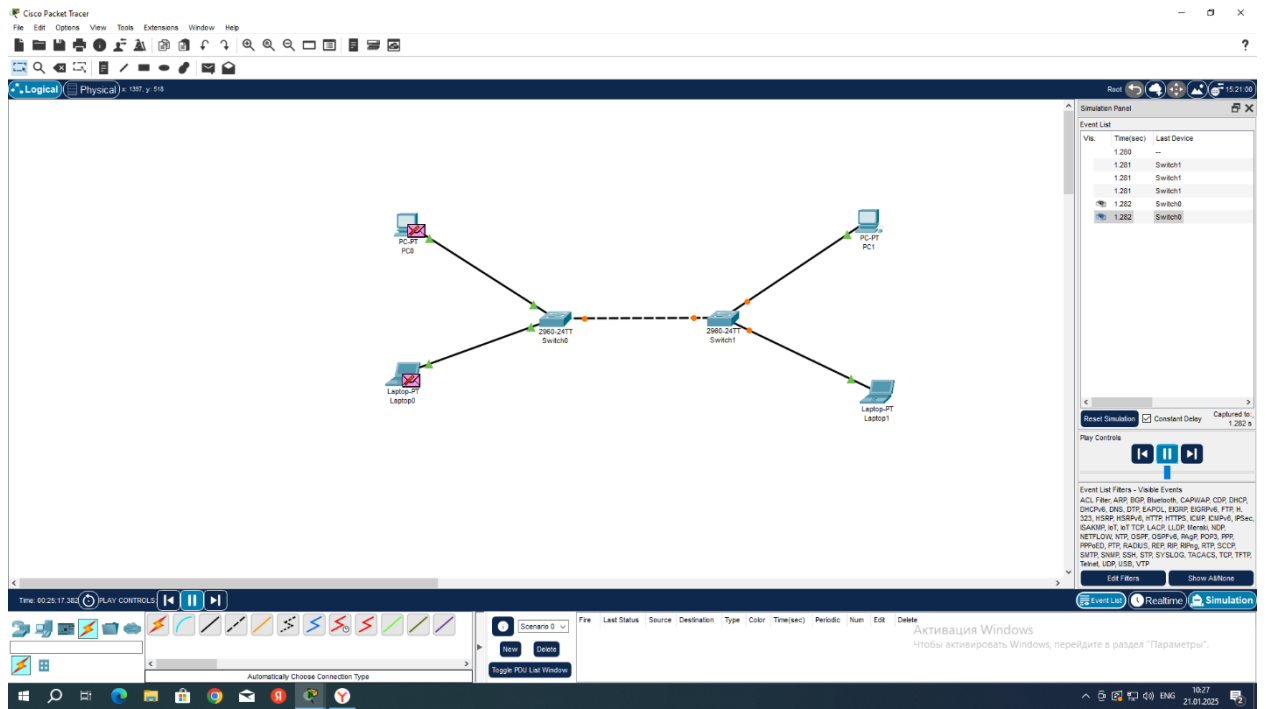 Cisco Packet Tracer
File Edit Options View Tools Extensions Window Help
?
Logical Physical x: 1397, y: 518 Root 15:21:00
Simulation Panel
Event List
Vis. Time(sec) Last Device
1.280 --
1.281 Switch1
1.281 Switch1
1.281 Switch1
1.282 Switch0
1.282 Switch0
PC-PT
PC0
PC-PT
PC1
2960-24TT
Switch0
2960-24TT
Switch1
Laptop-PT
Laptop0
Laptop-PT
Laptop1
Reset Simulation Constant Delay Captured to:
1.282 s
Play Controls
Event List Filters - Visible Events
ACL Filter, ARP, BGP, Bluetooth, CAPWAP, CDP, DHCP,
DHCPv6, DNS, DTP, EAPOL, EIGRP, EIGRPv6, FTP, H.
323, HSRP, HSRPv6, HTTP, HTTPS, ICMP, ICMPv6, IPSec,
ISAKMP, IoT, IoT TCP, LACP, LLDP, Meraki, NDP,
NETFLOW, NTP, OSPF, OSPFv6, PAgP, POP3, PPP,
PPPoED, PTP, RADIUS, REP, RIP, RIPng, RTP, SCCP,
SMTP, SNMP, SSH, STP, SYSLOG, TACACS, TCP, TFTP,
Telnet, UDP, USB, VTP
Edit Filters Show All/None
Time: 00:25:17.382 PLAY CONTROLS: Event List Realtime Simulation
Scenario 0
New Delete
Toggle PDU List Window
Fire Last Status Source Destination Type Color Time(sec) Periodic Num Edit Delete
Активация Windows
Чтобы активировать Windows, перейдите в раздел "Параметры".
Automatically Choose Connection Type
ENG 10:27
21.01.2025